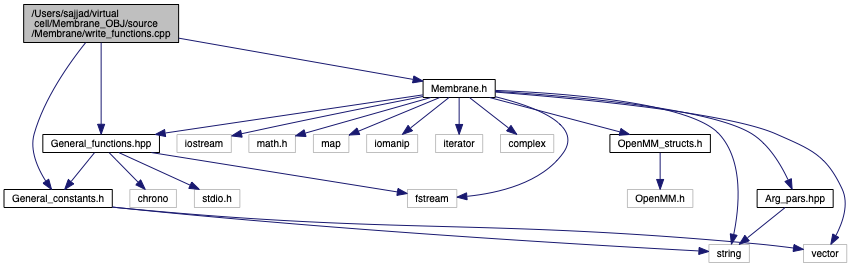 /Users/sajjad/virtual
cell/Membrane_OBJ/source
/Membrane/write_functions.cpp
Membrane.h
General_functions.hpp
iostream
math.h
map
iomanip
iterator
complex
OpenMM_structs.h
General_constants.h
chrono
stdio.h
fstream
OpenMM.h
Arg_pars.hpp
string
vector